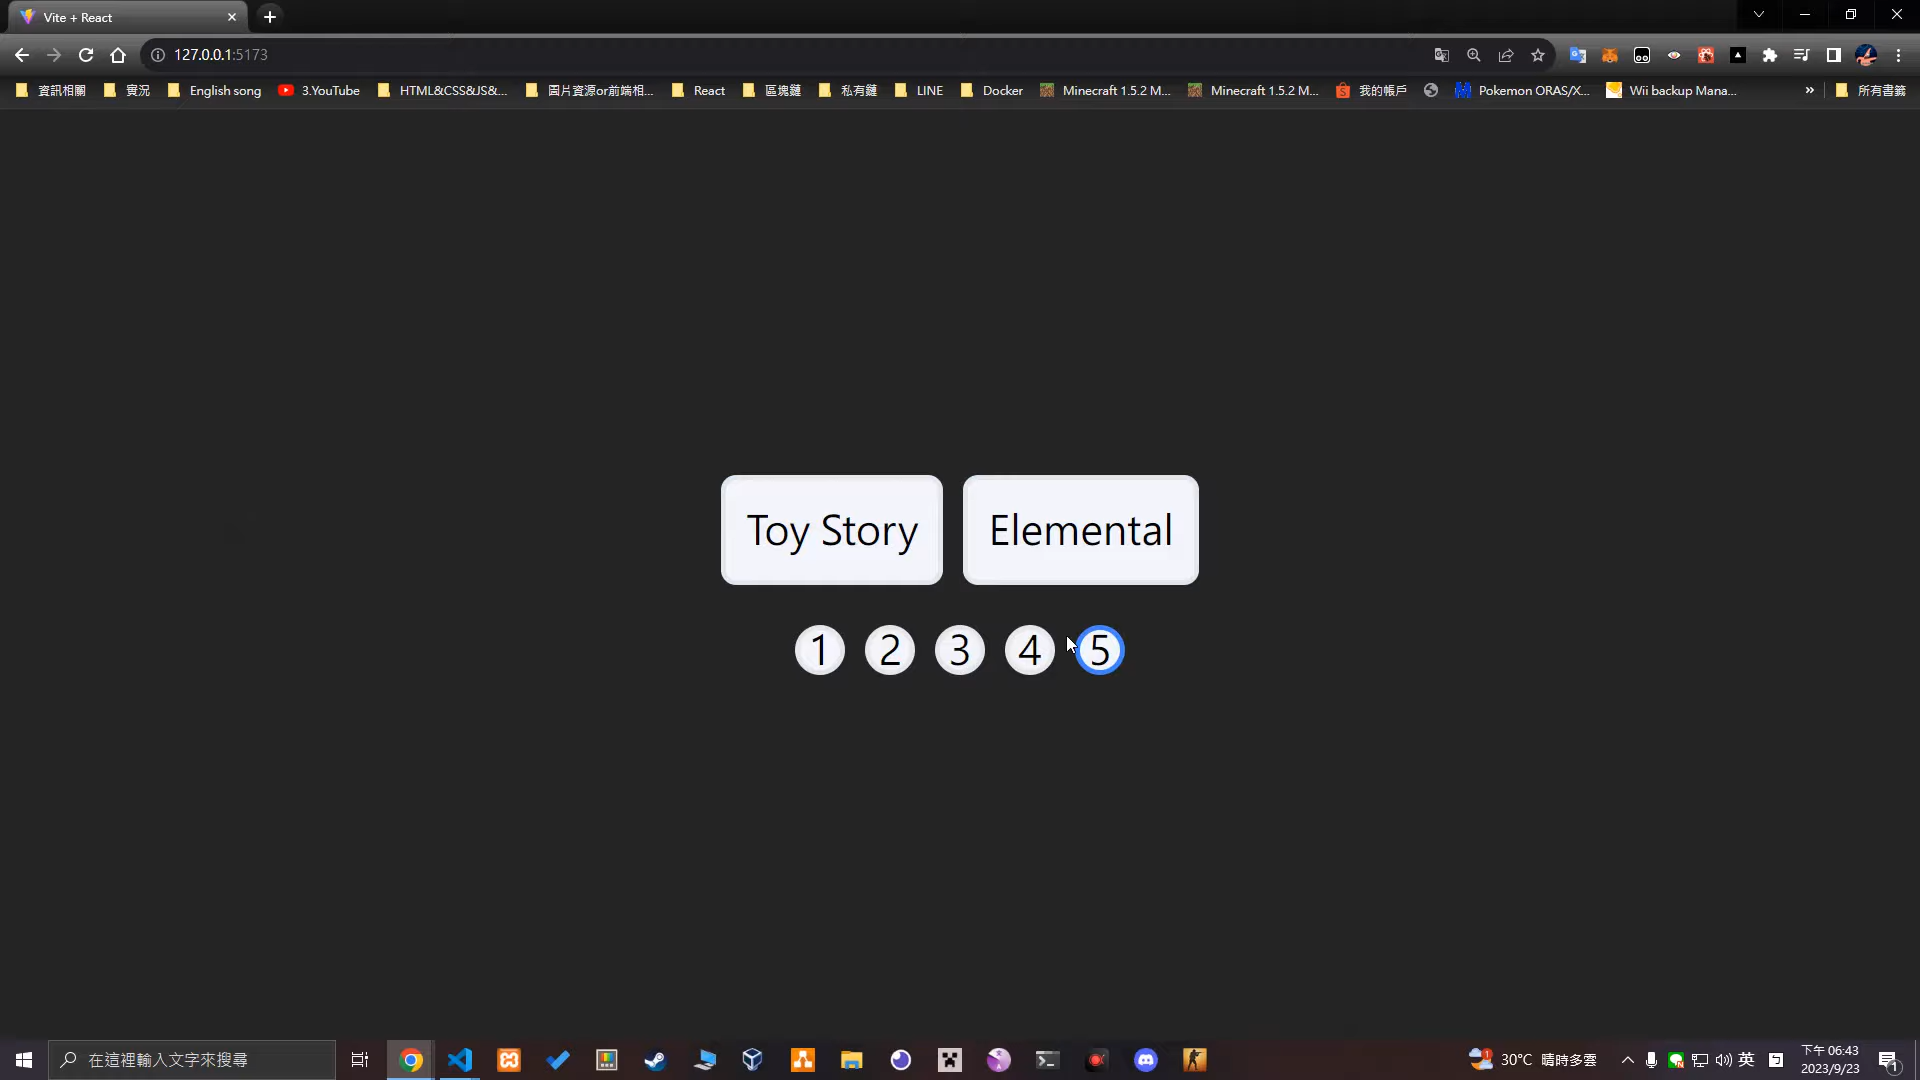 Vite + React
127.0.0.1:5173
資訊相關 實況 English song 3.YouTube HTML&CSS&JS&... 圖片資源or前端相... React 區塊鏈 私有鏈 LINE Docker Minecraft 1.5.2 M... Minecraft 1.5.2 M... 我的帳戶 Pokemon ORAS/X... Wii backup Mana... » 所有書籤
Toy Story Elemental
1 2 3 4 5
在這裡輸入文字來搜尋 1 30°C 晴時多雲 英 下午 06:43 1
2023/9/23